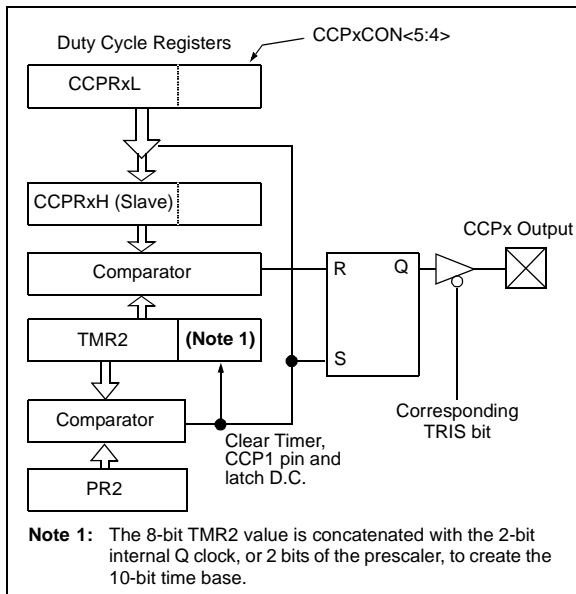 Duty Cycle Registers
CCPxCON<5:4>
CCPRxL
CCPRxH (Slave)
Comparator
R
Q
S
CCPx Output
TMR2
(Note 1)
Comparator
Clear Timer,
CCP1 pin and
latch D.C.
Corresponding
TRIS bit
PR2
Note 1: The 8-bit TMR2 value is concatenated with the 2-bit
internal Q clock, or 2 bits of the prescaler, to create the
10-bit time base.